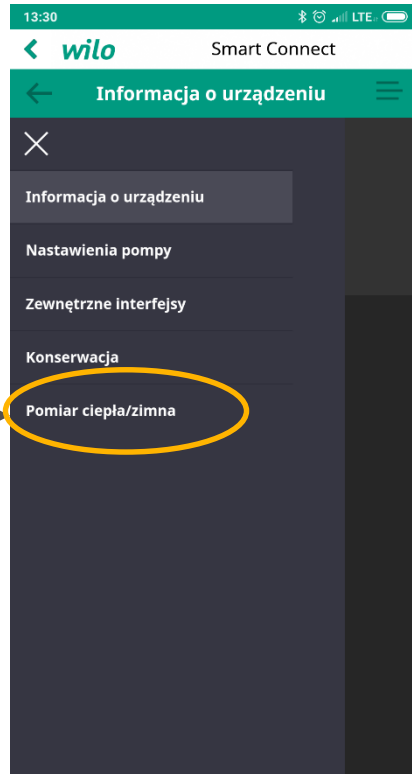 13:30 LTE
wilo Smart Connect
Informacja o urządzeniu
Informacja o urządzeniu
Nastawienia pompy
Zewnętrzne interfejsy
Konserwacja
Pomiar ciepła/zimna